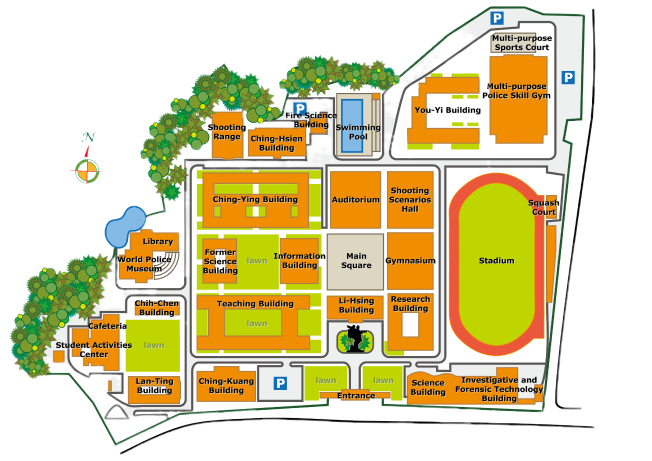 P
Multi-purpose
Sports Court
P
Multi-purpose
Police Skill Gym
You-Yi Building
P
Fire Science
Building
Swimming
Pool
Shooting
Range
Ching-Hsien
Building
N
Ching-Ying Building
Auditorium
Shooting
Scenarios
Hall
Squash
Court
Library
World Police
Museum
Former
Science
Building
lawn
Information
Building
Main
Square
Gymnasium
Stadium
Chih-Chen
Building
Teaching Building
lawn
Li-Hsing
Building
Research
Building
Cafeteria
Student Activities
Center
lawn
Lan-Ting
Building
Ching-Kuang
Building
P
lawn
lawn
Entrance
Science
Building
Investigative and
Forensic Technology
Building